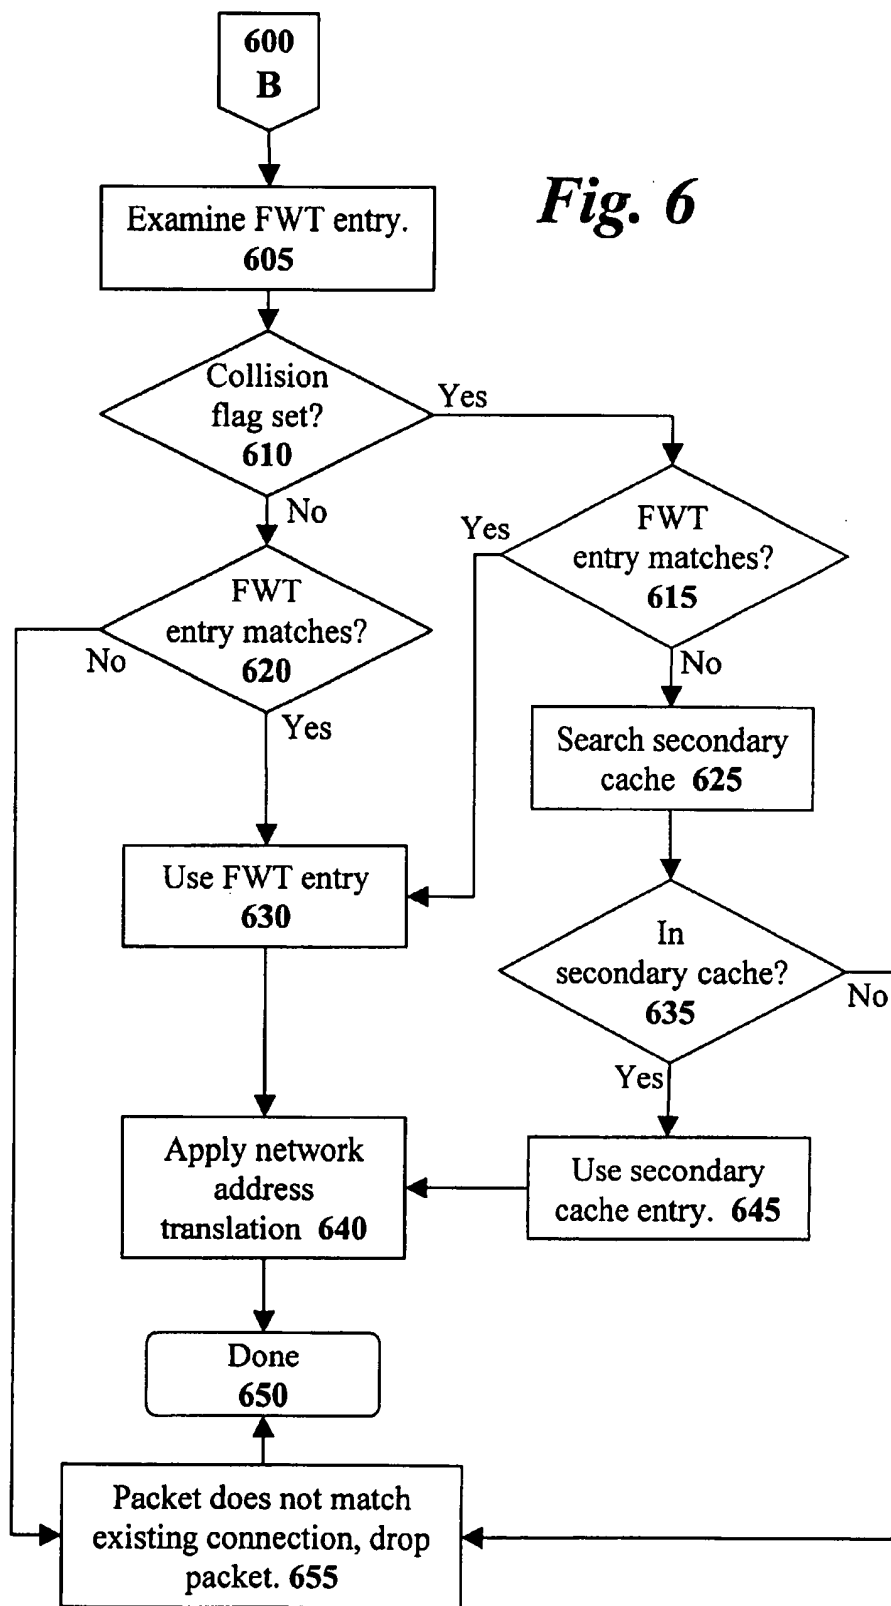 600
B
Fig. 6
Examine FWT entry.
605
Collision
flag set?
610
Yes
No
FWT
entry matches?
615
Yes
No
FWT
entry matches?
620
No
Yes
Search secondary
cache 625
Use FWT entry
630
In
secondary cache?
635
No
Yes
Apply network
address
translation 640
Use secondary
cache entry. 645
Done
650
Packet does not match
existing connection, drop
packet. 655